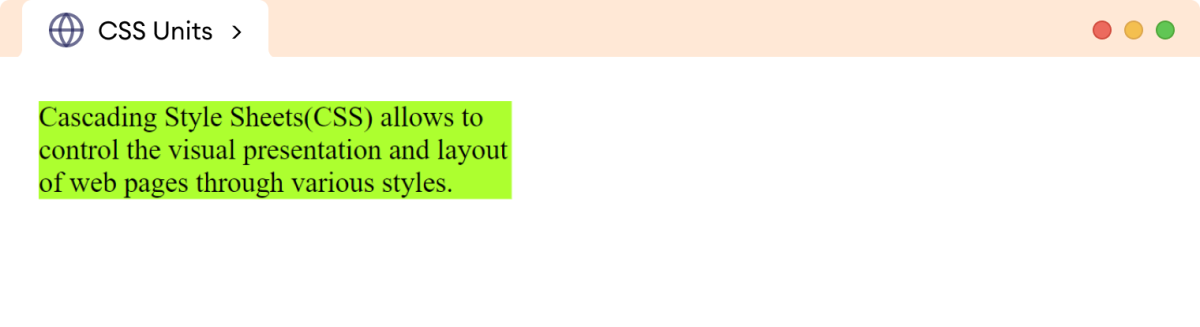 CSS Units
Cascading Style Sheets(CSS) allows to
control the visual presentation and layout
of web pages through various styles.